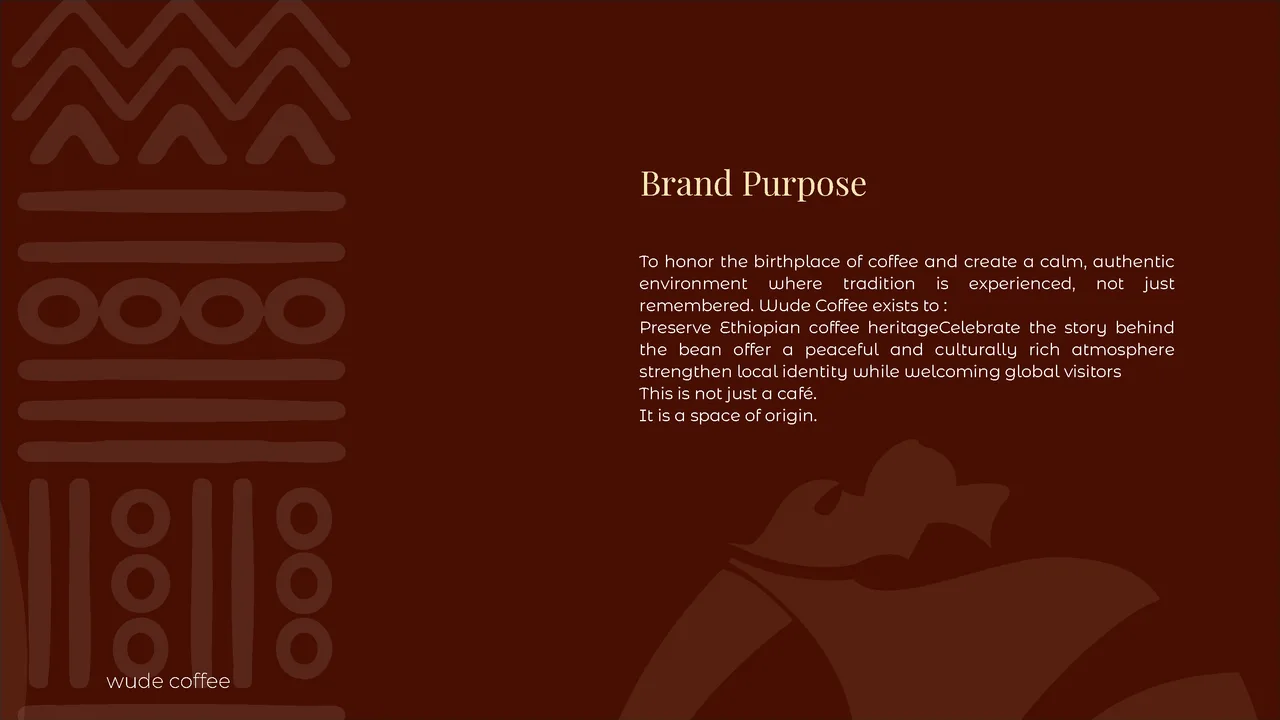 Brand Purpose
To honor the birthplace of coffee and create a calm, authentic
environment where tradition is experienced, not just
remembered. Wude Coffee exists to :
Preserve Ethiopian coffee heritageCelebrate the story behind
the bean offer a peaceful and culturally rich atmosphere
strengthen local identity while welcoming global visitors
This is not just a café.
It is a space of origin.
wude coffee